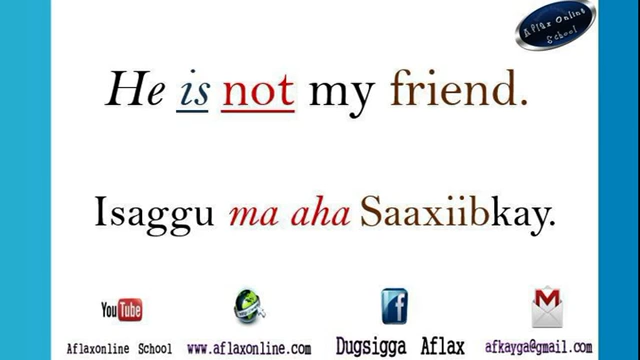 Aflax Online
School
He is not my friend.
Isaggu ma aha Saaxiibkay.
YouTube
Aflaxonline School www.aflaxonline.com Dugsigga Aflax afkayga@gmail.com